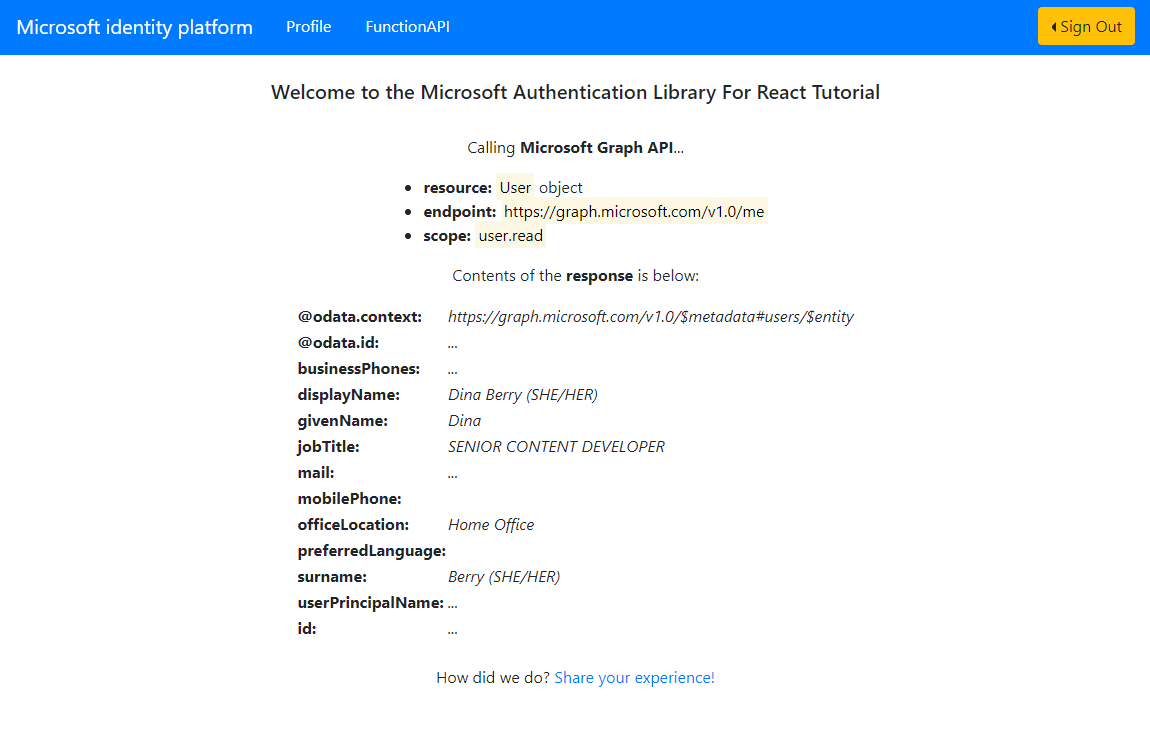 Microsoft identity platform Profile FunctionAPI Sign Out
Welcome to the Microsoft Authentication Library For React Tutorial
Calling Microsoft Graph API...
resource: User object
endpoint: https://graph.microsoft.com/v1.0/me
scope: user.read
Contents of the response is below:
@odata.context: https://graph.microsoft.com/v1.0/$metadata#users/$entity
@odata.id: ...
businessPhones: ...
displayName: Dina Berry (SHE/HER)
givenName: Dina
jobTitle: SENIOR CONTENT DEVELOPER
mail: ...
mobilePhone:
officeLocation: Home Office
preferredLanguage:
surname: Berry (SHE/HER)
userPrincipalName: ...
id: ...
How did we do? Share your experience!